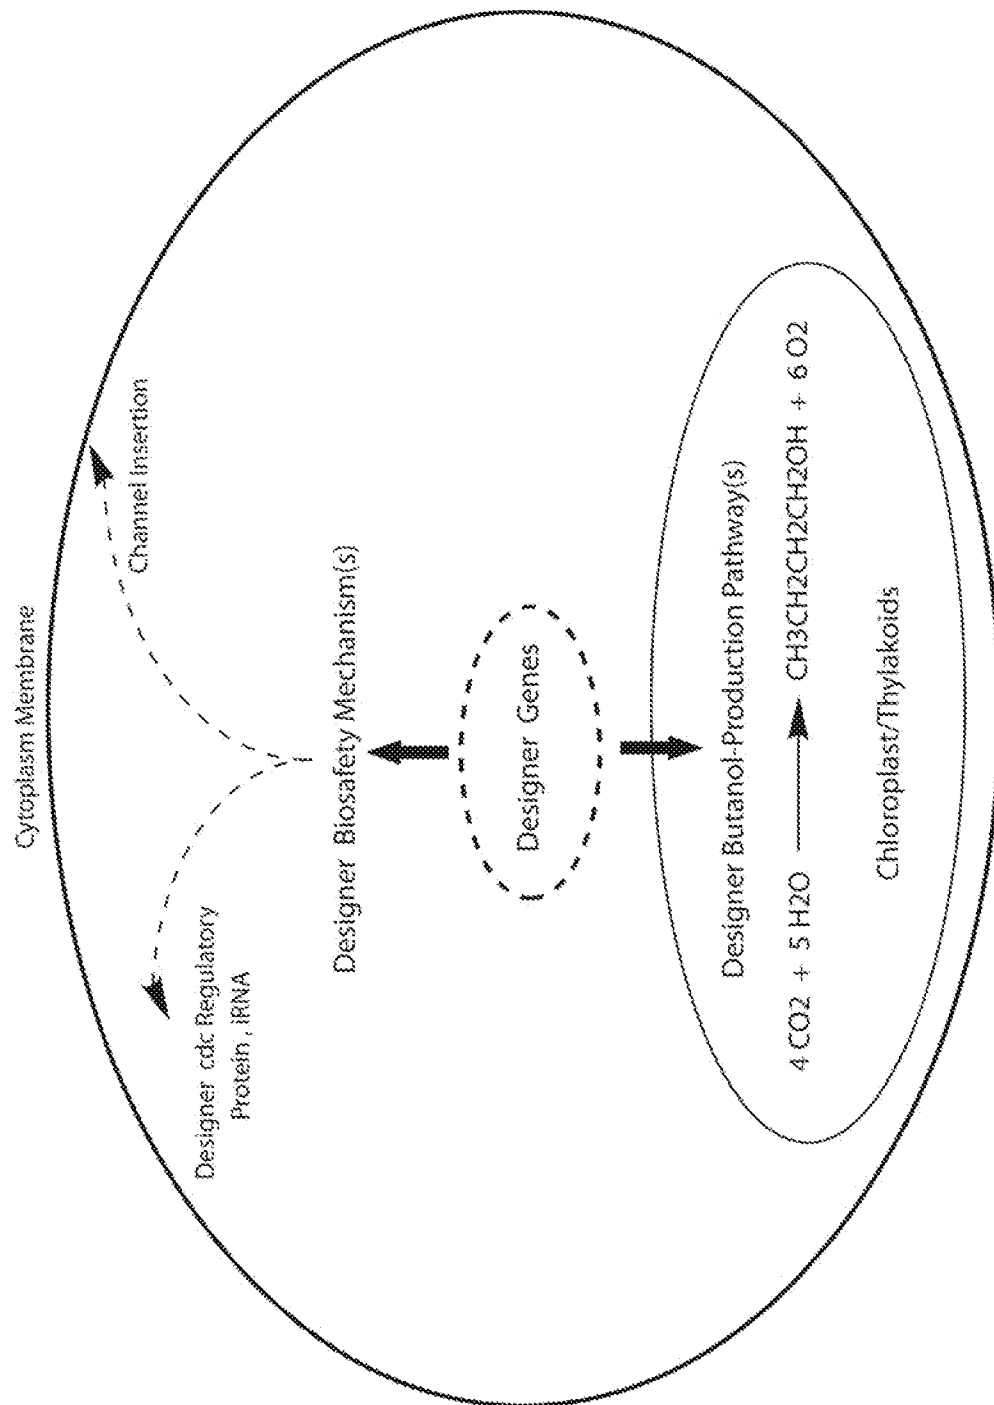 Cytoplasm Membrane
Designer cdc Regulatory
Protein , iRNA
Channel Insertion
Designer Biosafety Mechanism(s)
Designer Genes
Designer Butanol-Production Pathway(s)
4 CO2 + 5 H2O CH3CH2CH2CH2OH + 6 O2
Chloroplast/Thylakoids